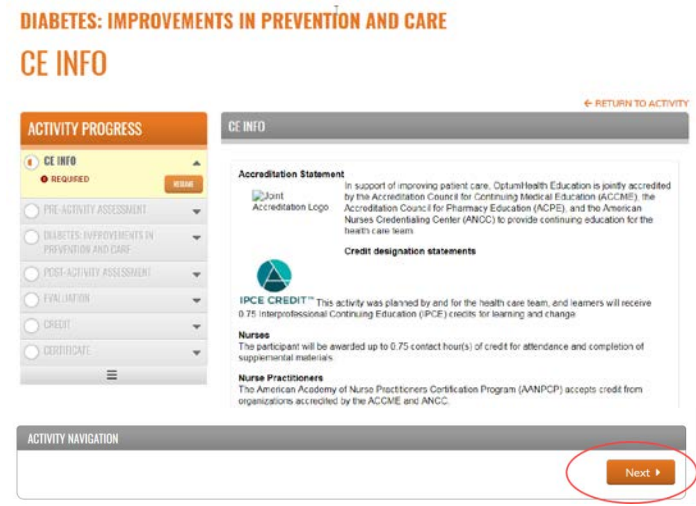 DIABETES: IMPROVEMENTS IN PREVENTION AND CARE
CE INFO
← RETURN TO ACTIVITY
ACTIVITY PROGRESS
CE INFO
REQUIRED
RESUME
PRE-ACTIVITY ASSESSMENT
DIABETES: IMPROVEMENTS IN
PREVENTION AND CARE
POST-ACTIVITY ASSESSMENT
EVALUATION
CREDIT
CERTIFICATE
CE INFO
Accreditation Statement
Joint
Accreditation Logo
In support of improving patient care, OptumHealth Education is jointly accredited
by the Accreditation Council for Continuing Medical Education (ACCME), the
Accreditation Council for Pharmacy Education (ACPE), and the American
Nurses Credentialing Center (ANCC) to provide continuing education for the
health care team.
Credit designation statements
IPCE CREDIT™ This activity was planned by and for the health care team, and learners will receive
0.75 Interprofessional Continuing Education (IPCE) credits for learning and change.
Nurses
The participant will be awarded up to 0.75 contact hour(s) of credit for attendance and completion of
supplemental materials.
Nurse Practitioners
The American Academy of Nurse Practitioners Certification Program (AANPCP) accepts credit from
organizations accredited by the ACCME and ANCC.
ACTIVITY NAVIGATION
Next